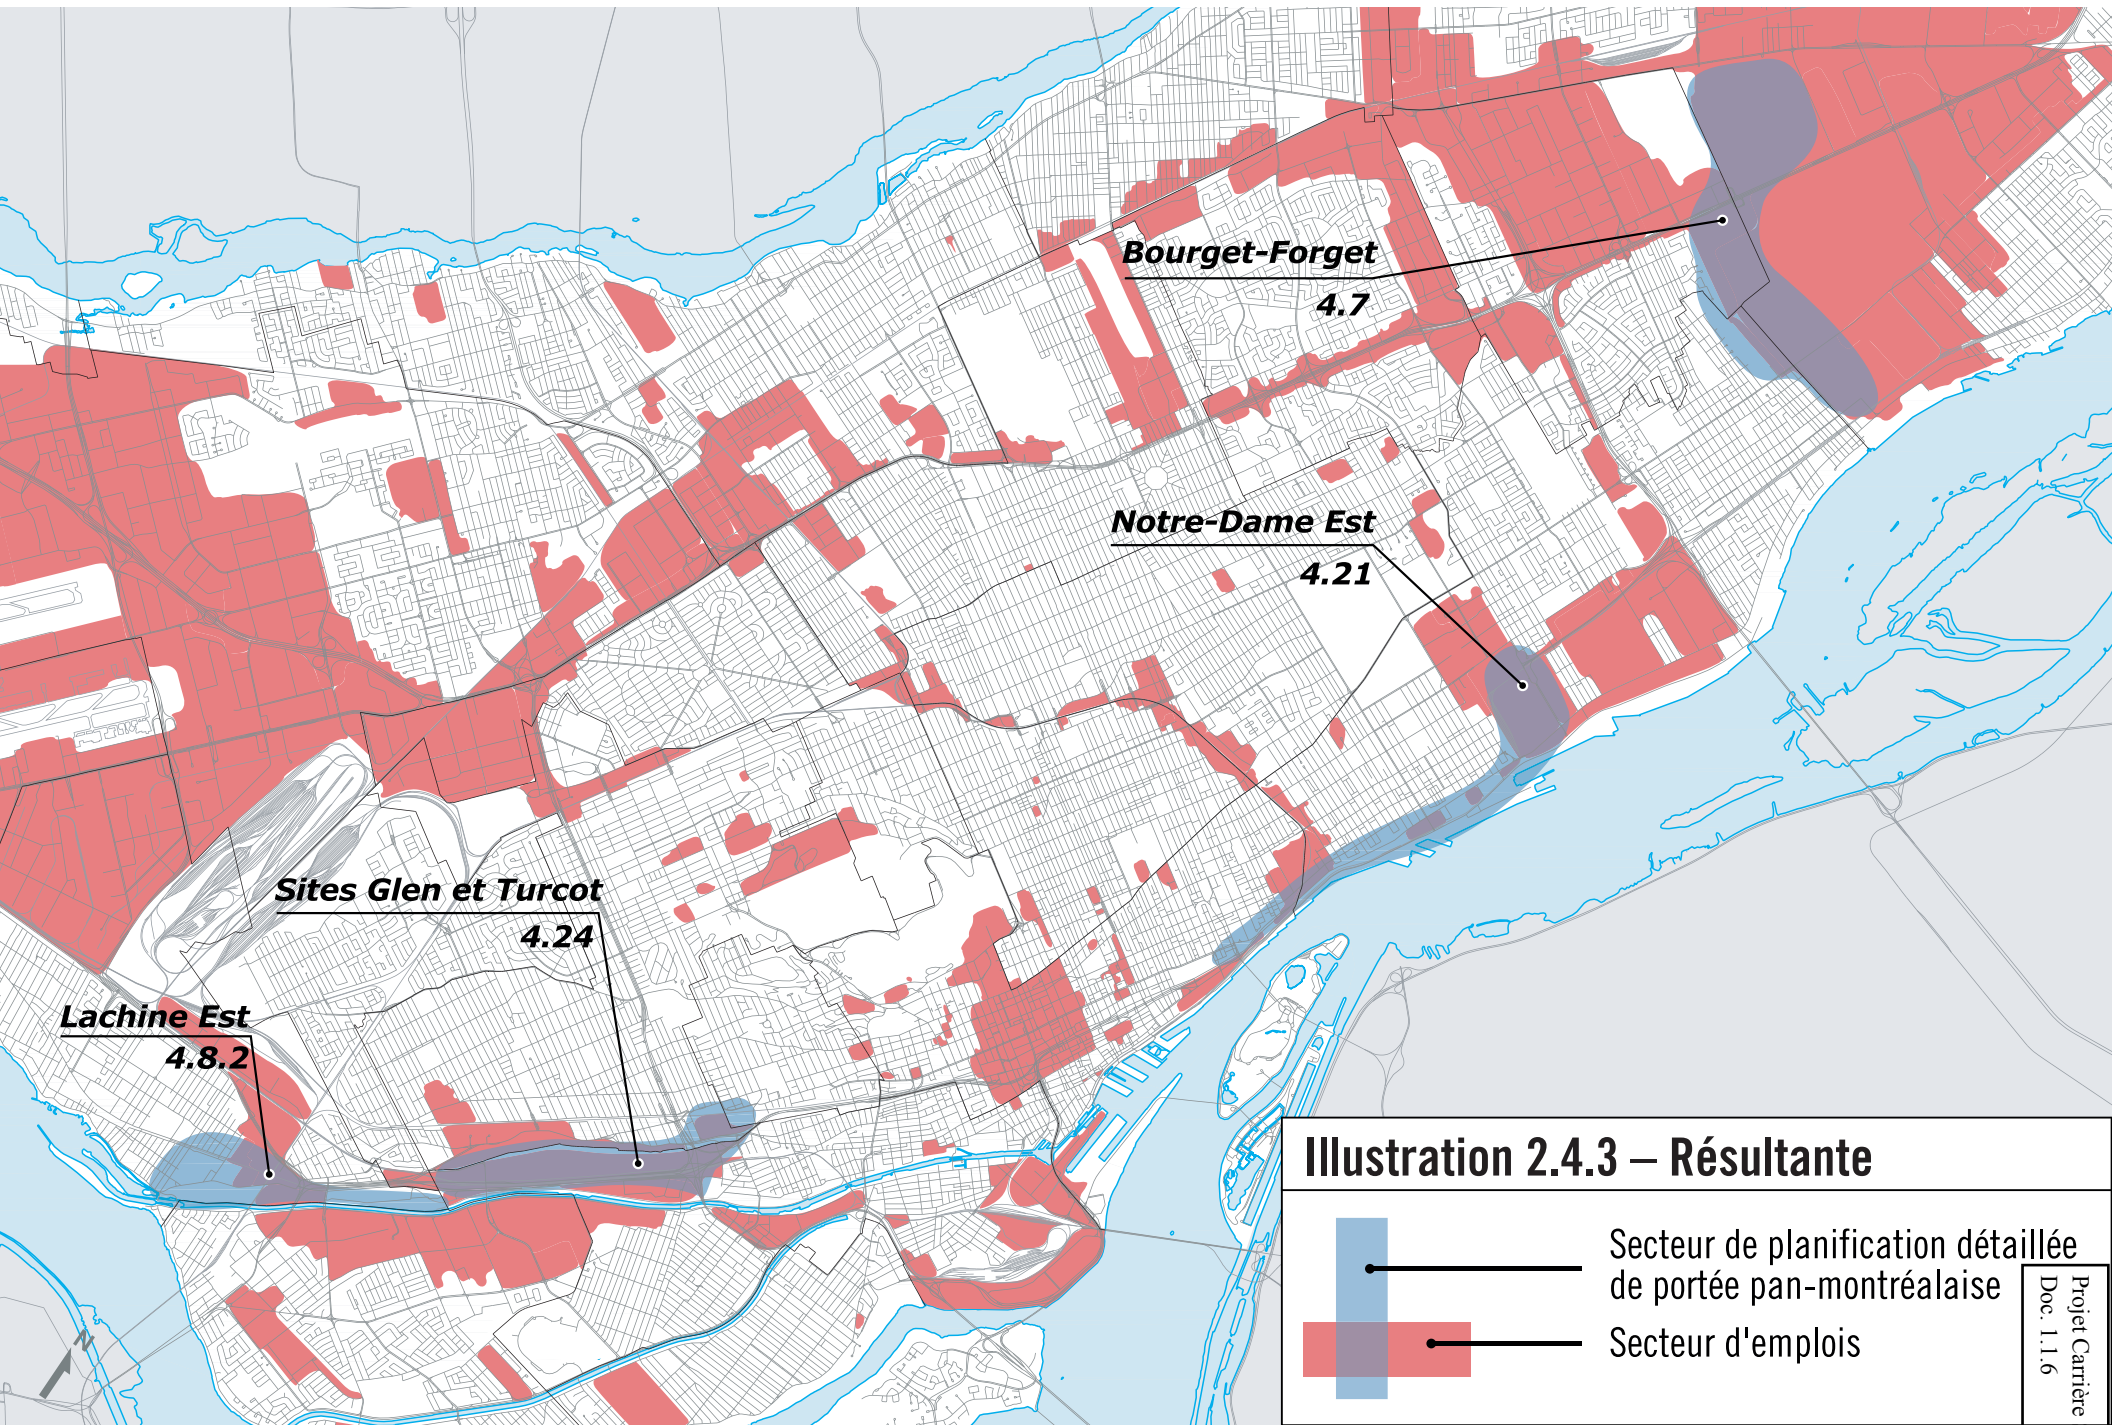 Bourget-Forget
4.7
Notre-Dame Est
4.21
Sites Glen et Turcot
4.24
Lachine Est
4.8.2
N
Illustration 2.4.3 – Résultante
Secteur de planification détaillée
de portée pan-montréalaise
Secteur d'emplois
Projet Carrière
Doc. 1.1.6